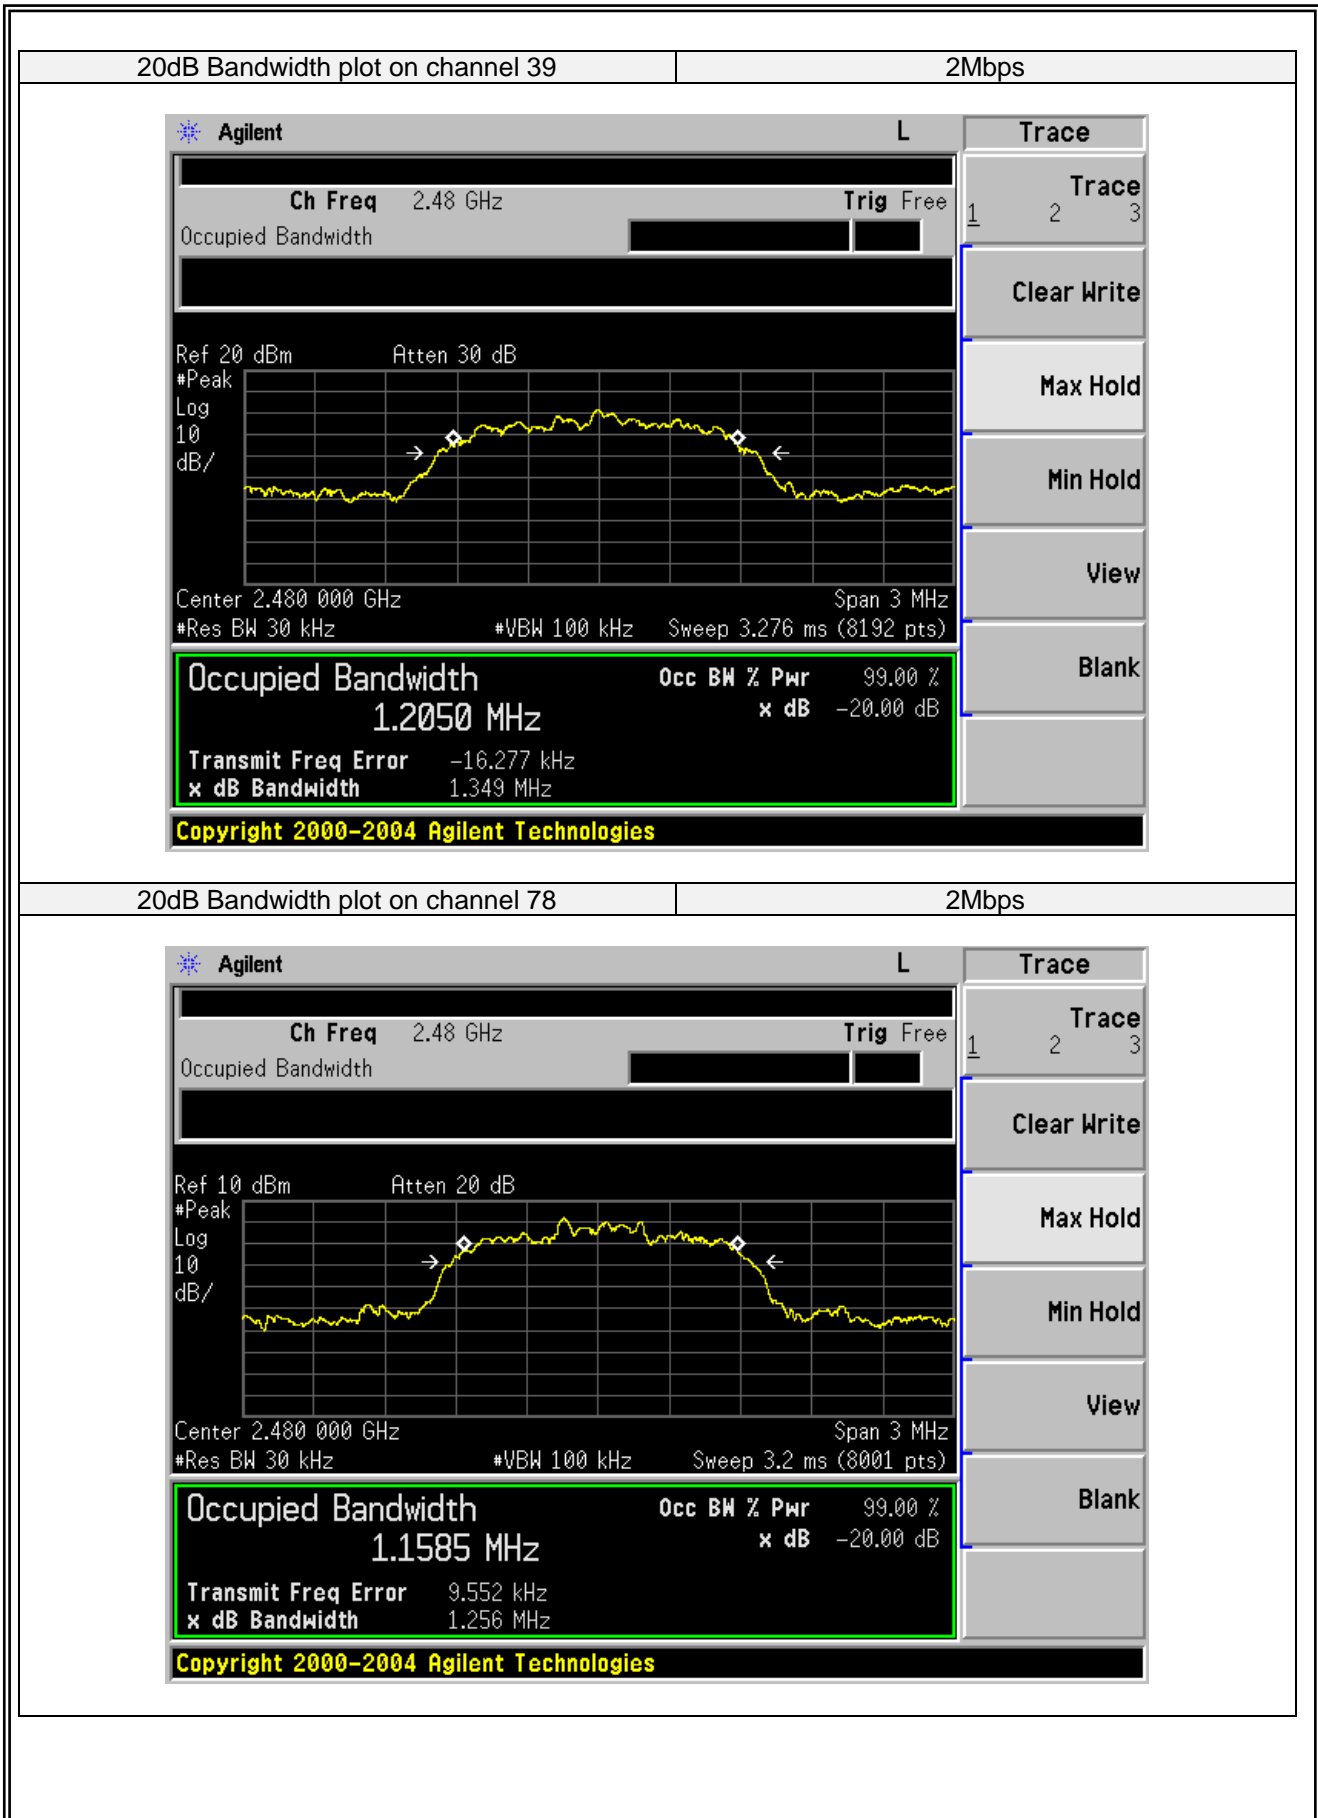 20dB Bandwidth plot on channel 39 2Mbps
Agilent L Trace
Ch Freq 2.48 GHz Trig Free
Occupied Bandwidth
Trace
1 2 3
Clear Write
Max Hold
Min Hold
View
Blank
Ref 20 dBm Atten 30 dB
#Peak
Log
10
dB/
Center 2.480 000 GHz Span 3 MHz
#Res BW 30 kHz #VBW 100 kHz Sweep 3.276 ms (8192 pts)
Occupied Bandwidth Occ BW % Pwr 99.00 %
1.2050 MHz x dB -20.00 dB
Transmit Freq Error -16.277 kHz
x dB Bandwidth 1.349 MHz
Copyright 2000-2004 Agilent Technologies
20dB Bandwidth plot on channel 78 2Mbps
Agilent L Trace
Ch Freq 2.48 GHz Trig Free
Occupied Bandwidth
Trace
1 2 3
Clear Write
Max Hold
Min Hold
View
Blank
Ref 10 dBm Atten 20 dB
#Peak
Log
10
dB/
Center 2.480 000 GHz Span 3 MHz
#Res BW 30 kHz #VBW 100 kHz Sweep 3.2 ms (8001 pts)
Occupied Bandwidth Occ BW % Pwr 99.00 %
1.1585 MHz x dB -20.00 dB
Transmit Freq Error 9.552 kHz
x dB Bandwidth 1.256 MHz
Copyright 2000-2004 Agilent Technologies